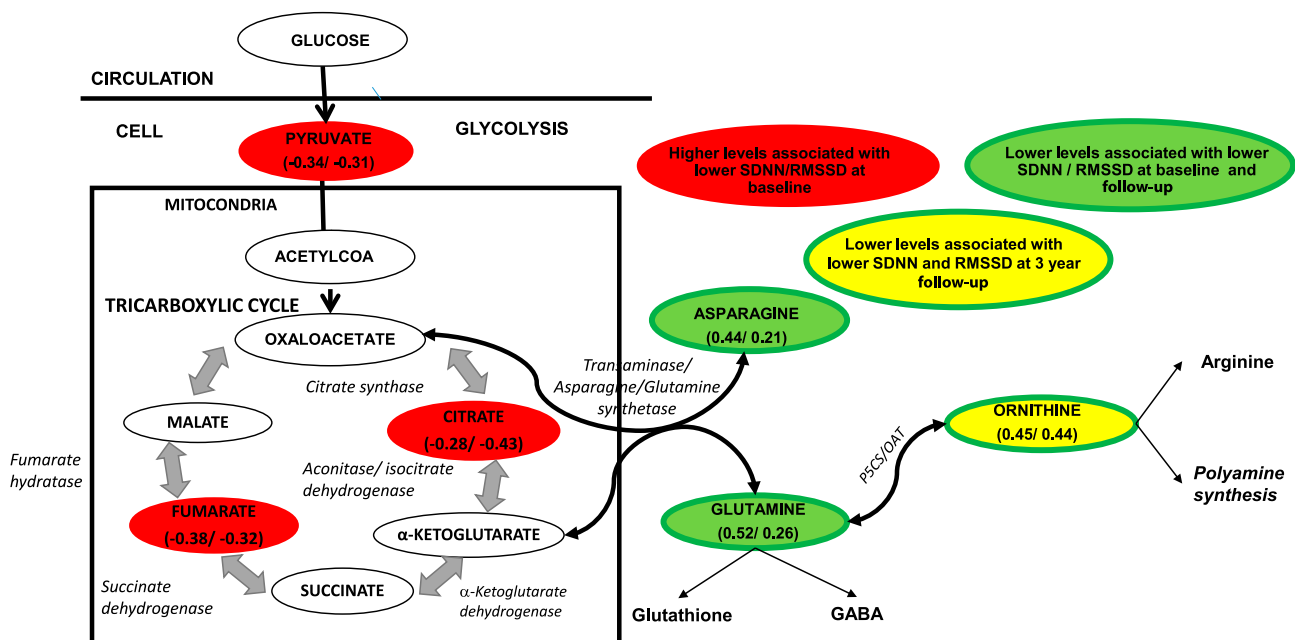 GLUCOSE
CIRCULATION
CELL
GLYCOLYSIS
PYRUVATE
(-0.34/ -0.31)
Higher levels associated with
lower SDNN/RMSSD at
baseline
Lower levels associated with lower
SDNN / RMSSD at baseline and
follow-up
Lower levels associated with
lower SDNN and RMSSD at 3 year
follow-up
MITOCONDRIA
ACETYLCOA
TRICARBOXYLIC CYCLE
OXALOACETATE
ASPARAGINE
(0.44/ 0.21)
Citrate synthase
Transaminase/
Asparagine/Glutamine
synthetase
Arginine
MALATE
CITRATE
(-0.28/ -0.43)
ORNITHINE
(0.45/ 0.44)
P5CS/OAT
Fumarate
hydratase
Aconitase/ isocitrate
dehydrogenase
Polyamine
synthesis
FUMARATE
(-0.38/ -0.32)
α-KETOGLUTARATE
GLUTAMINE
(0.52/ 0.26)
Succinate
dehydrogenase
SUCCINATE
α-Ketoglutarate
dehydrogenase
Glutathione
GABA